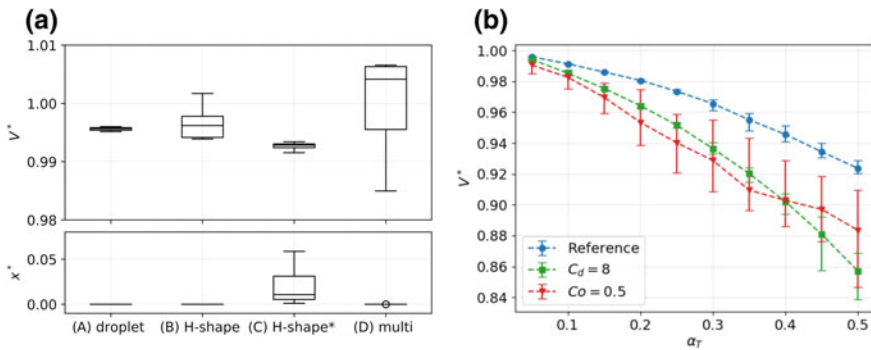 (a)
1.01
1.00
0.99
0.98
V*
0.05
0.00
x*
(A) droplet (B) H-shape (C) H-shape* (D) multi
(b)
1.00
0.98
0.96
0.94
0.92
0.90
0.88
0.86
0.84
V*
Reference
C_d = 8
Co = 0.5
0.1 0.2 0.3 0.4 0.5
α_T